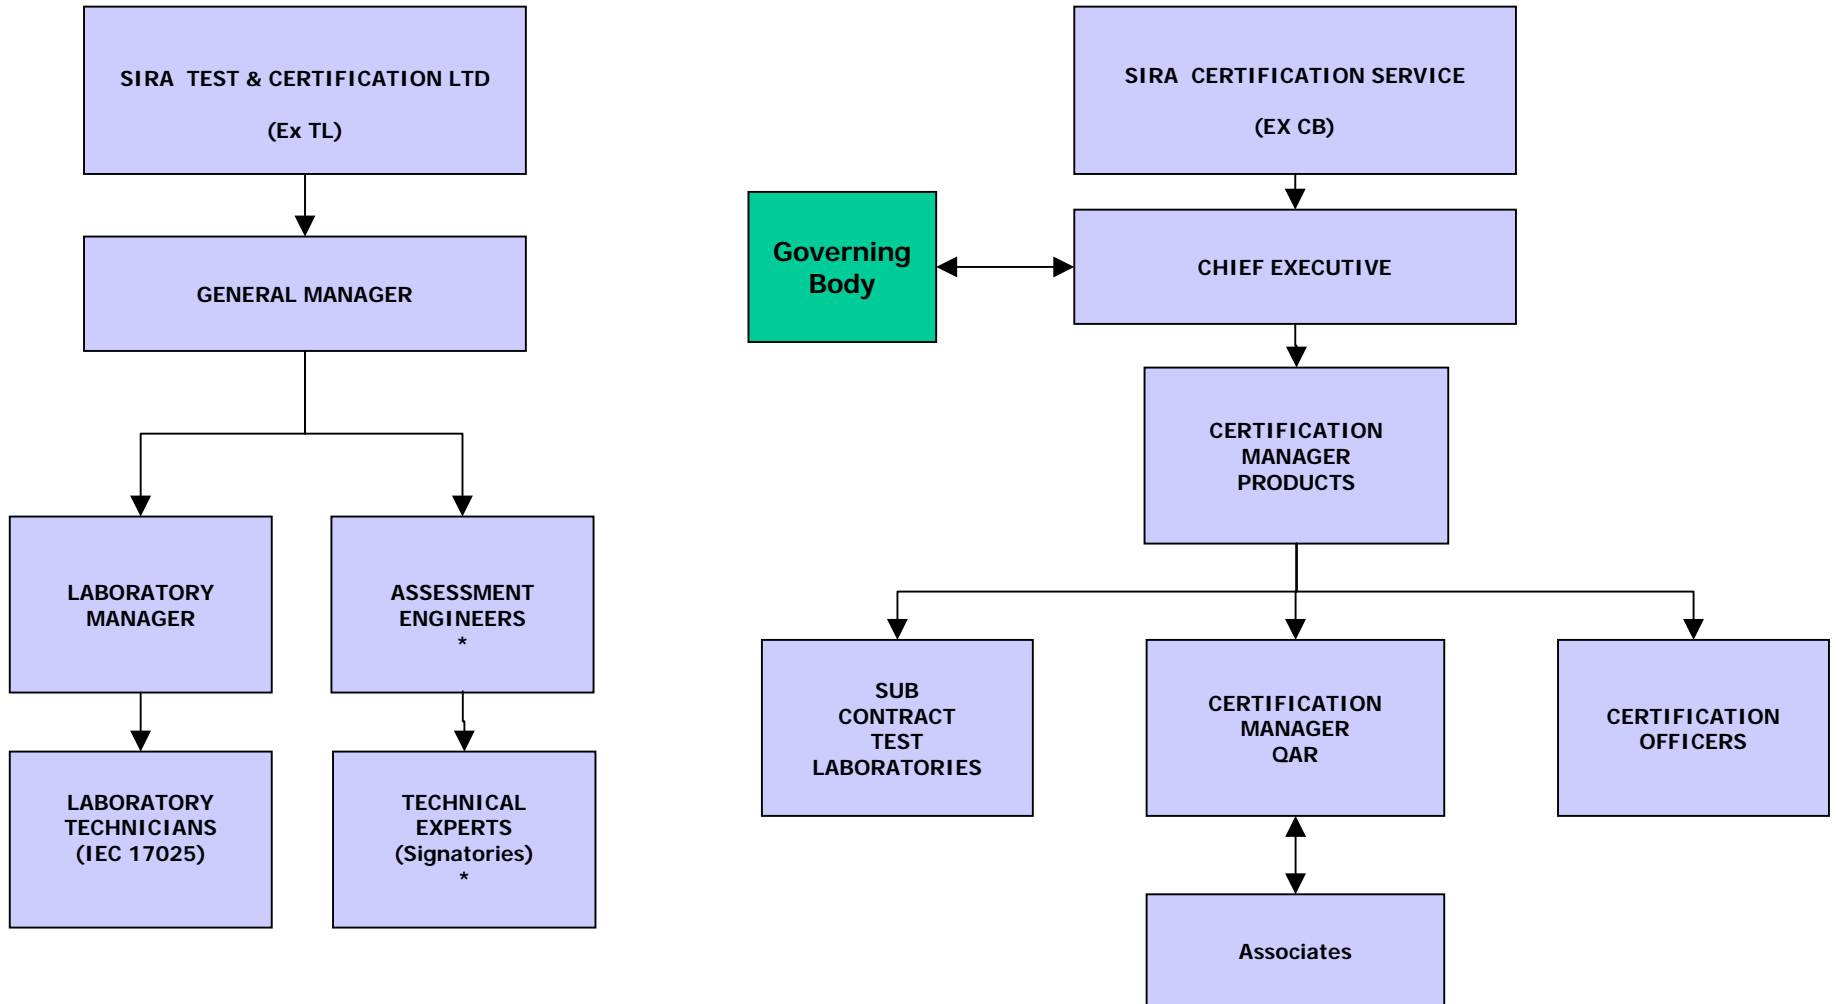 SIRA TEST & CERTIFICATION LTD
(Ex TL)
GENERAL MANAGER
LABORATORY
MANAGER
ASSESSMENT
ENGINEERS
*
LABORATORY
TECHNICIANS
(IEC 17025)
TECHNICAL
EXPERTS
(Signatories)
*
SIRA CERTIFICATION SERVICE
(EX CB)
Governing
Body
CHIEF EXECUTIVE
CERTIFICATION
MANAGER
PRODUCTS
SUB
CONTRACT
TEST
LABORATORIES
CERTIFICATION
MANAGER
QAR
CERTIFICATION
OFFICERS
Associates